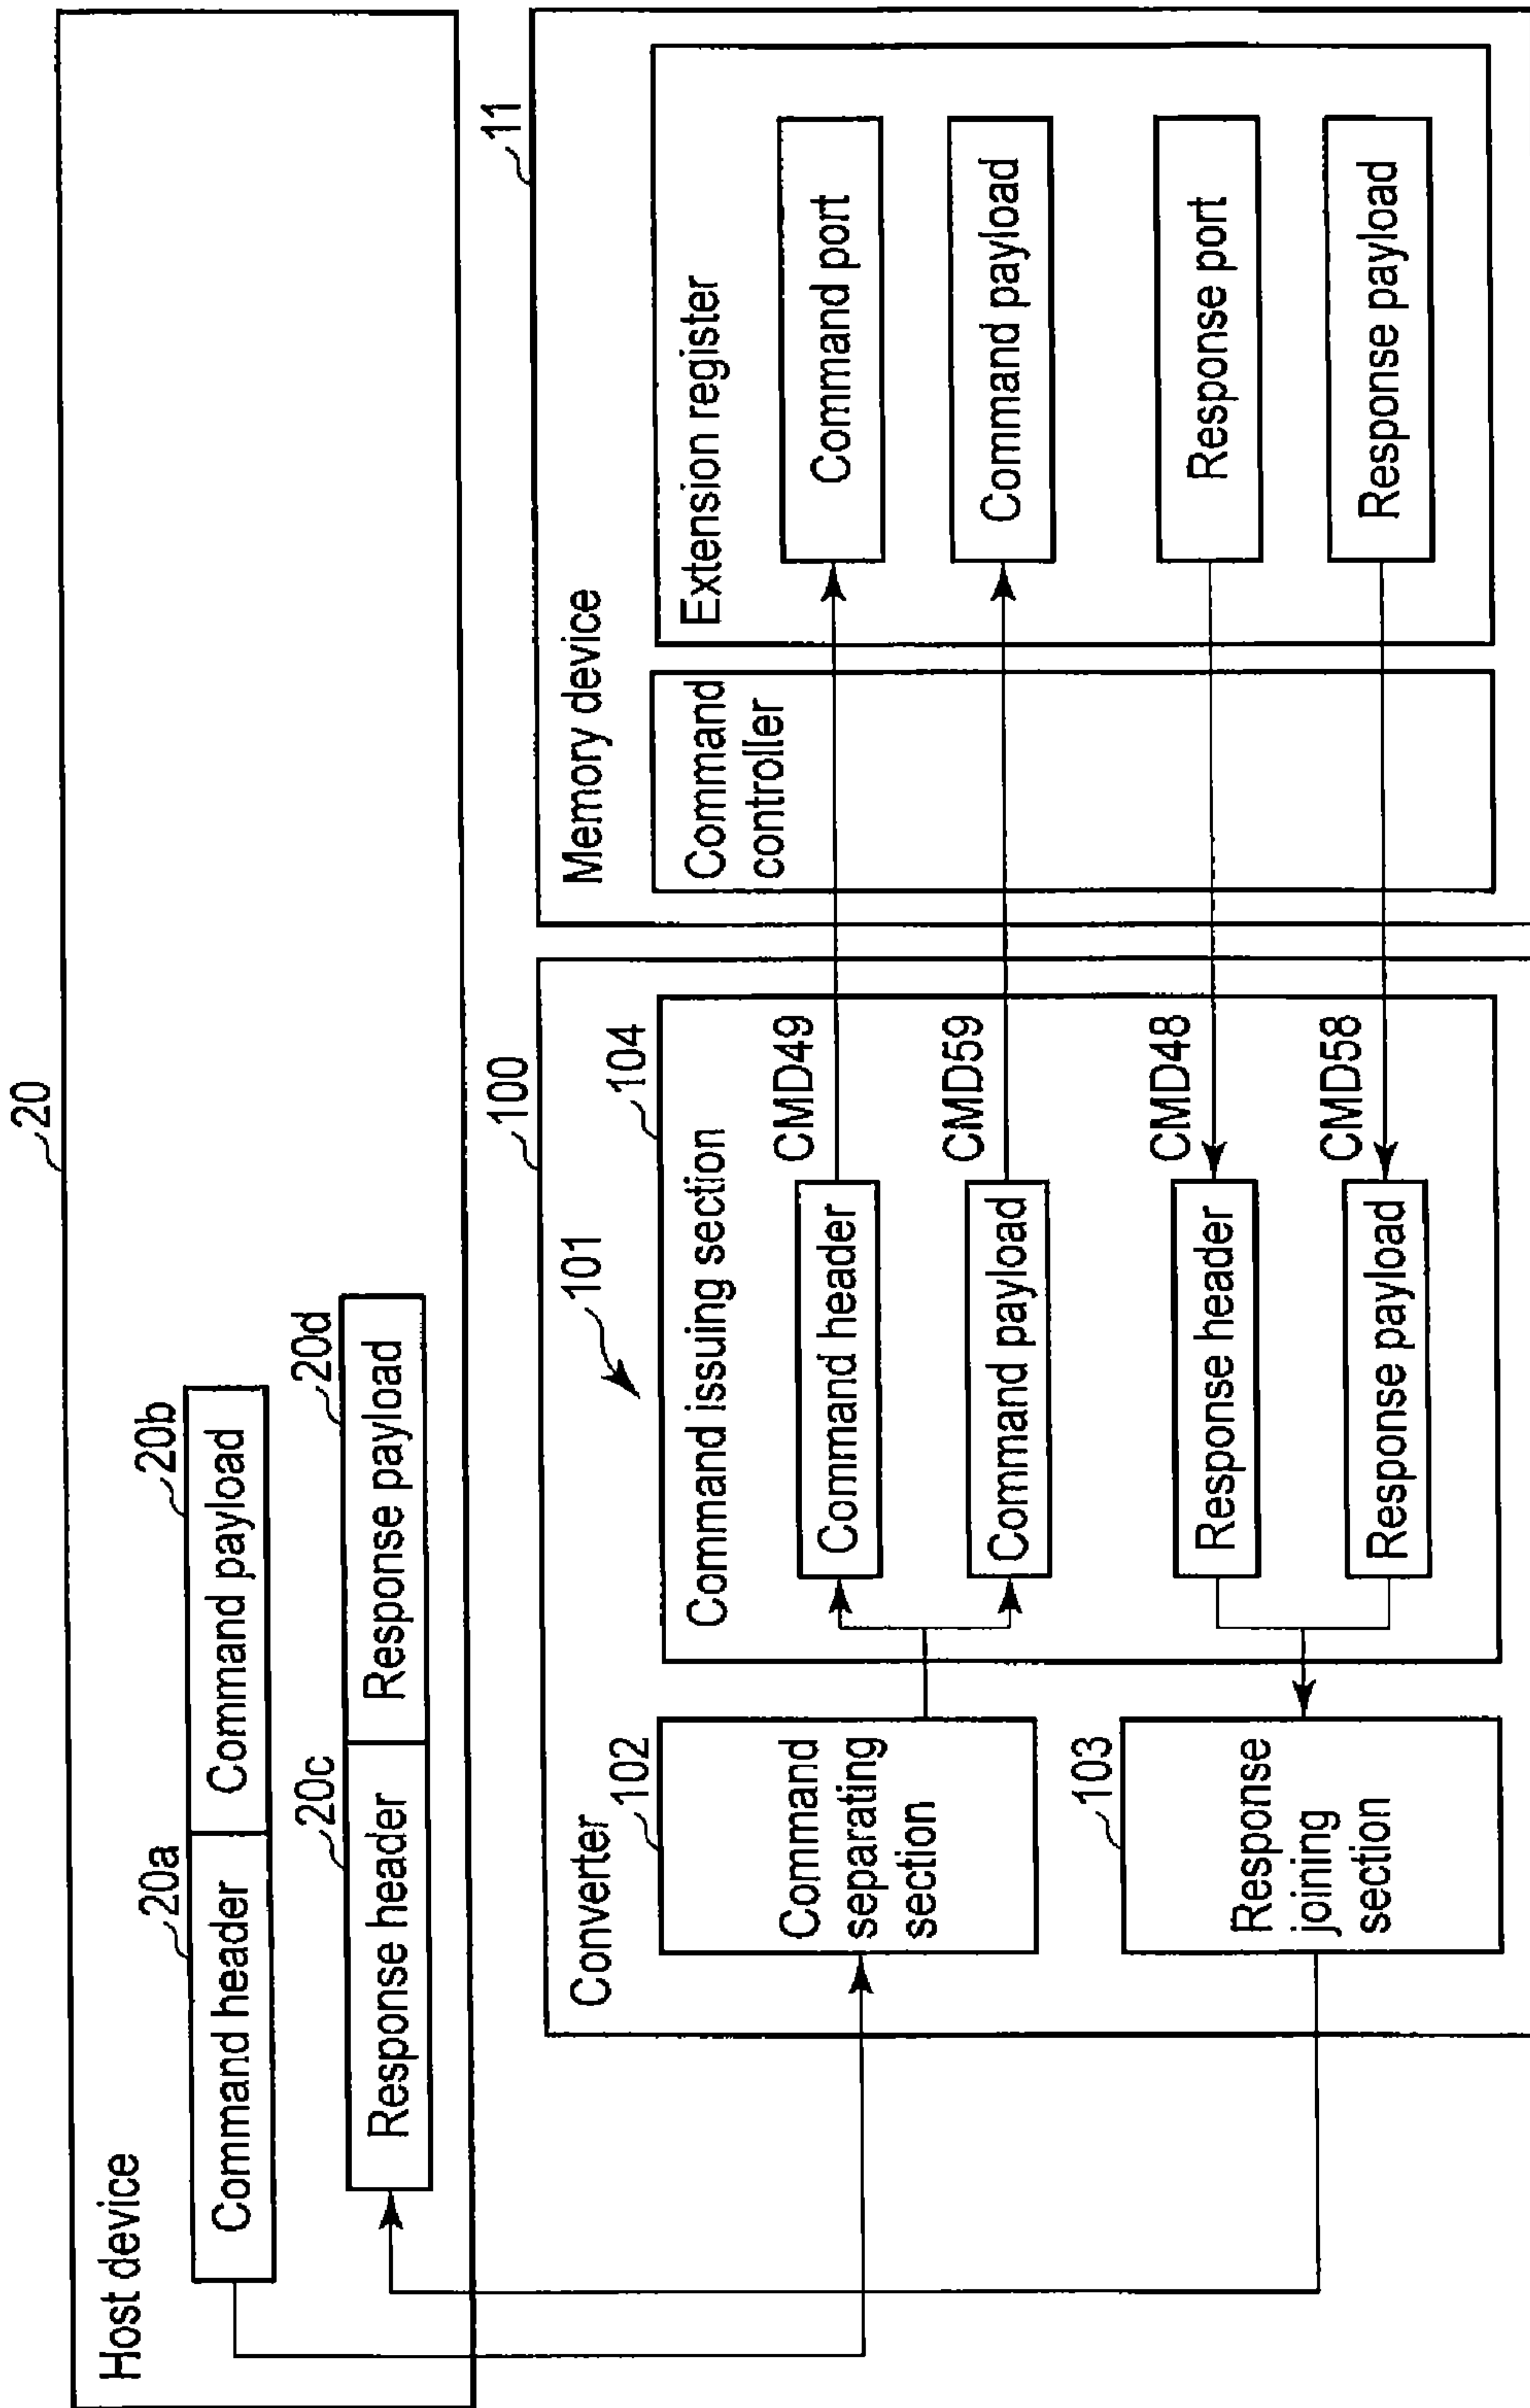 20
Host device
20a
20b
Command header
Command payload
20c
20d
Response header
Response payload
100
Converter
102
Command
separating
section
103
Response
joining
section
101
104
Command issuing section
Command header
CMD49
Command payload
CMD59
Response header
CMD48
Response payload
CMD58
11
Memory device
Command
controller
Extension register
Command port
Command payload
Response port
Response payload